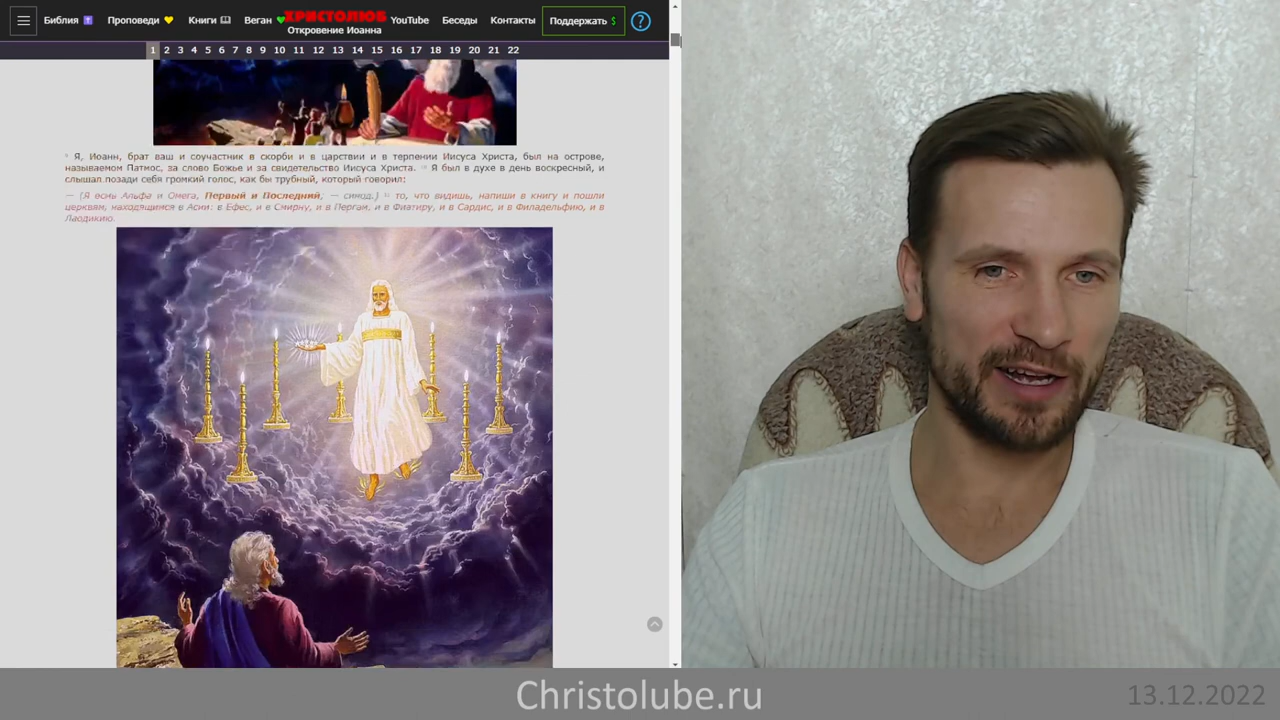 Библия Проповеди Книги Веган ХРИСТОЛЮБ YouTube Беседы Контакты Поддержать $ ?
Откровение Иоанна
1 2 3 4 5 6 7 8 9 10 11 12 13 14 15 16 17 18 19 20 21 22
Я, Иоанн, брат ваш и соучастник в скорби и в царствии и в терпении Иисуса Христа, был на острове,
называемом Патмос, за слово Божье и за свидетельство Иисуса Христа. Я был в духе в день воскресный, и
слышал позади себя громкий голос, как бы трубный, который говорил:
— (Я есмь Альфа и Омега, Первый и Последний, — синод.) то, что видишь, напиши в книгу и пошли
церквям, находящимся в Асии: в Ефес, и в Смирну, и в Пергам, и в Фиатиру, и в Сардис, и в Филадельфию, и в
Лаодикию.
Christolube.ru
13.12.2022